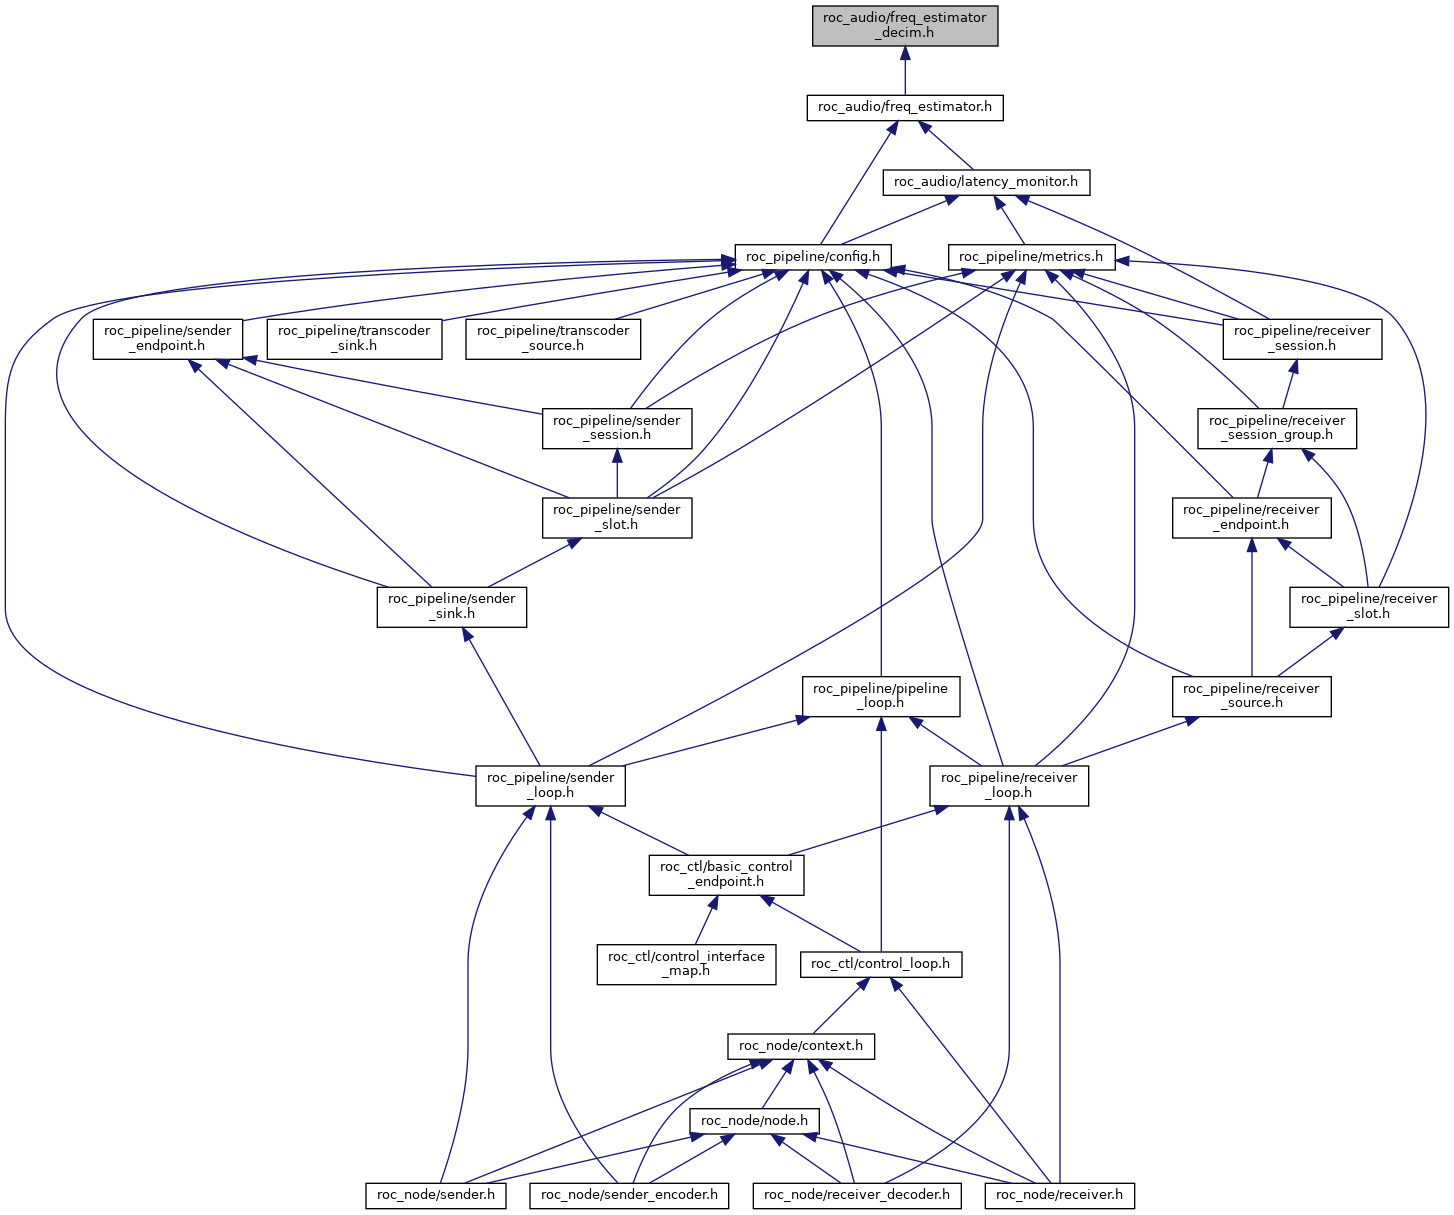 roc_audio/freq_estimator
_decim.h
roc_audio/freq_estimator.h
roc_audio/latency_monitor.h
roc_pipeline/config.h
roc_pipeline/metrics.h
roc_pipeline/sender
_endpoint.h
roc_pipeline/transcoder
_sink.h
roc_pipeline/transcoder
_source.h
roc_pipeline/receiver
_session.h
roc_pipeline/sender
_session.h
roc_pipeline/receiver
_session_group.h
roc_pipeline/sender
_slot.h
roc_pipeline/receiver
_endpoint.h
roc_pipeline/sender
_sink.h
roc_pipeline/receiver
_slot.h
roc_pipeline/pipeline
_loop.h
roc_pipeline/receiver
_source.h
roc_pipeline/sender
_loop.h
roc_pipeline/receiver
_loop.h
roc_ctl/basic_control
_endpoint.h
roc_ctl/control_interface
_map.h
roc_ctl/control_loop.h
roc_node/context.h
roc_node/node.h
roc_node/sender.h
roc_node/sender_encoder.h
roc_node/receiver_decoder.h
roc_node/receiver.h